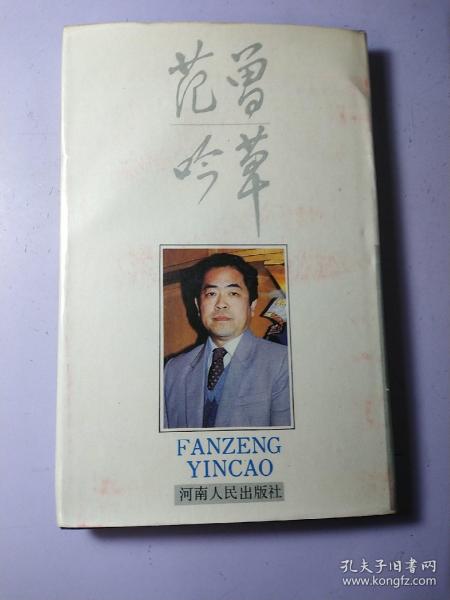 范曾
吟草
FANZENG
YINCAO
河南人民出版社
孔夫子旧书网
www.kongfz.com